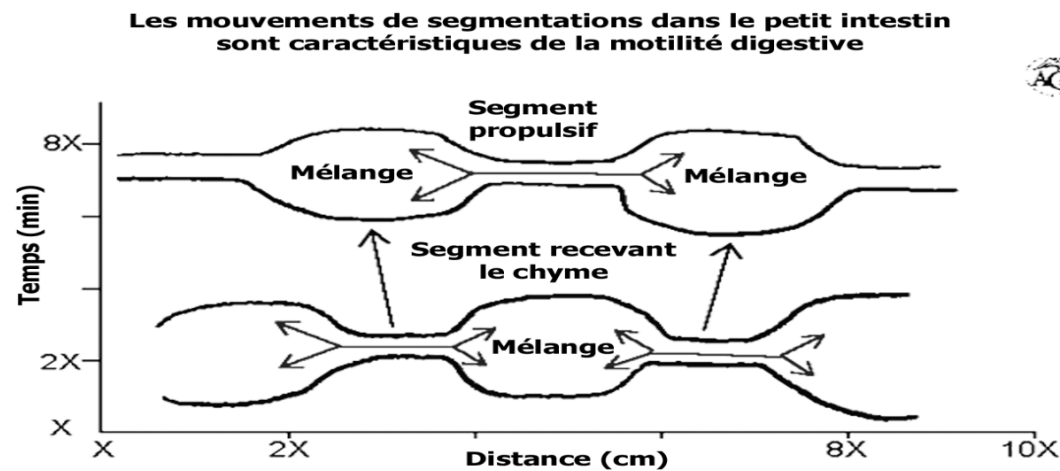 Les mouvements de segmentations dans le petit intestin
sont caractéristiques de la motilité digestive
Segment
propulsif
8X
Mélange
Mélange
Temps (min)
Segment recevant
le chyme
Mélange
2X
X
X
2X
8X
10X
Distance (cm)